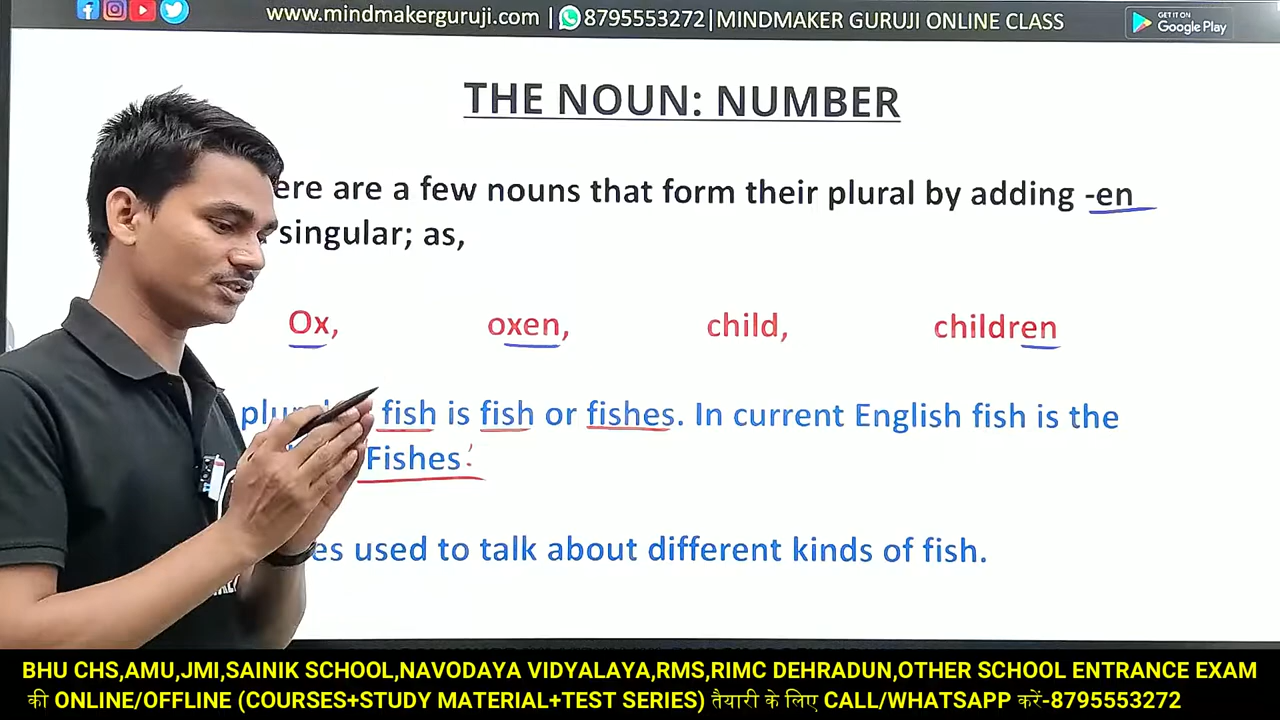 www.mindmakerguruji.com | 8795553272|MINDMAKER GURUJI ONLINE CLASS
GET IT ON
Google Play
THE NOUN: NUMBER
ere are a few nouns that form their plural by adding -en
singular; as,
Ox, oxen, child, children
fish is fish or fishes. In current English fish is the
Fishes
es used to talk about different kinds of fish.
BHU CHS,AMU,JMI,SAINIK SCHOOL,NAVODAYA VIDYALAYA,RMS,RIMC DEHRADUN,OTHER SCHOOL ENTRANCE EXAM
की ONLINE/OFFLINE (COURSES+STUDY MATERIAL+TEST SERIES) तैयारी के लिए CALL/WHATSAPP करें-8795553272